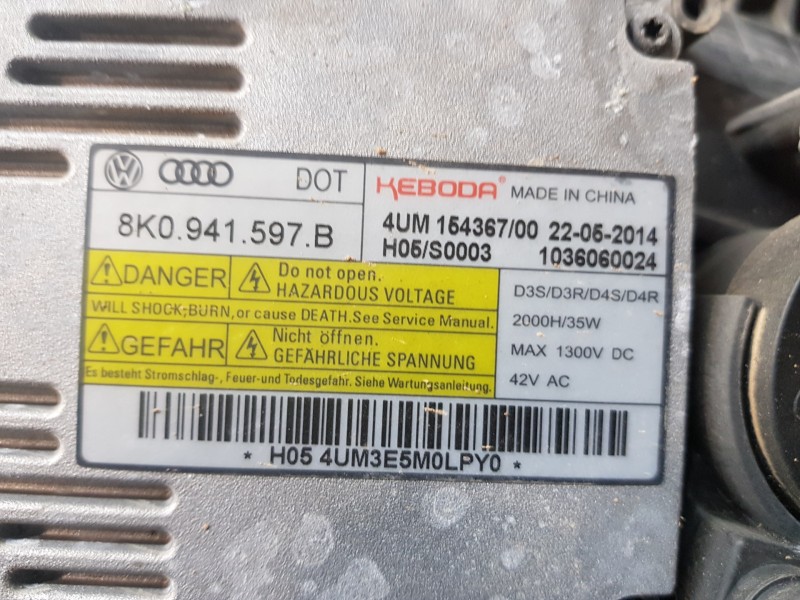 DOT
KEBODA® MADE IN CHINA
8K0.941.597.B
4UM 154367/00 22-05-2014
H05/S0003 1036060024
DANGER
Do not open.
HAZARDOUS VOLTAGE
WILL SHOCK,BURN, or cause DEATH.See Service Manual.
GEFAHR
Nicht öffnen.
GEFÄHRLICHE SPANNUNG
Es besteht Stromschlag-, Feuer-und Todesgefahr. Siehe Wartungsanleitung.
D3S/D3R/D4S/D4R
2000H/35W
MAX 1300V DC
42V AC
* H05 4UM3E5M0LPY0 *